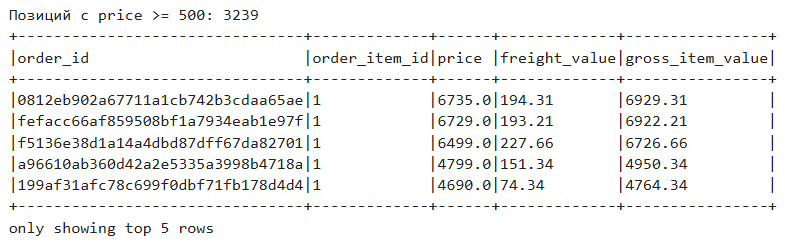 Позиций с price >= 500: 3239
+--------------------------------+-------------+------+-------------+----------------+
|order_id                        |order_item_id|price |freight_value|gross_item_value|
+--------------------------------+-------------+------+-------------+----------------+
|0812eb902a67711a1cb742b3cdaa65ae|1            |6735.0|194.31       |6929.31         |
|fefacc66af859508bf1a7934eab1e97f|1            |6729.0|193.21       |6922.21         |
|f5136e38d1a14a4dbd87dff67da82701|1            |6499.0|227.66       |6726.66         |
|a96610ab360d42a2e5335a3998b4718a|1            |4799.0|151.34       |4950.34         |
|199af31afc78c699f0dbf71fb178d4d4|1            |4690.0|74.34        |4764.34         |
+--------------------------------+-------------+------+-------------+----------------+
only showing top 5 rows